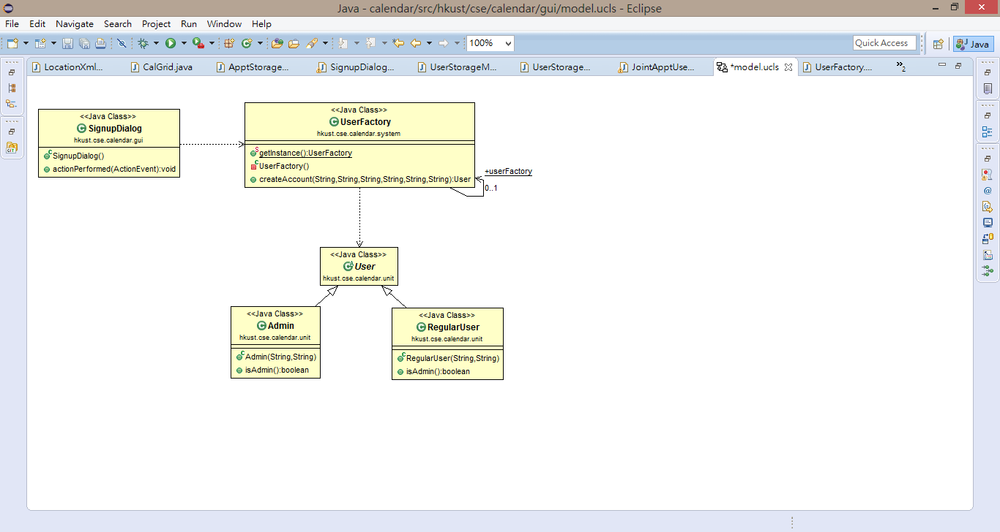 Java - calendar/src/hkust/cse/calendar/gui/model.ucls - Eclipse
File Edit Navigate Search Project Run Window Help
100% Quick Access Java
LocationXml... CalGrid.java ApptStorage... SignupDialog... UserStorageM... UserStorage... JointApptUse... *model.ucls UserFactory.... »2
<<Java Class>>
SignupDialog
hkust.cse.calendar.gui
SignupDialog()
actionPerformed(ActionEvent):void
<<Java Class>>
UserFactory
hkust.cse.calendar.system
getInstance():UserFactory
UserFactory()
createAccount(String,String,String,String,String,String):User
+userFactory
0..1
<<Java Class>>
User
hkust.cse.calendar.unit
<<Java Class>>
Admin
hkust.cse.calendar.unit
Admin(String,String)
isAdmin():boolean
<<Java Class>>
RegularUser
hkust.cse.calendar.unit
RegularUser(String,String)
isAdmin():boolean